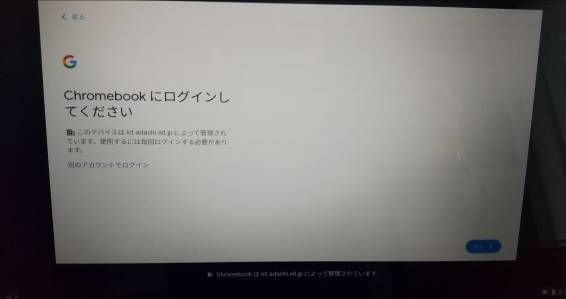 戻る
Chromebook にログインし
てください
このデバイスは kit.adachi.ed.jp によって管理され
ています。使用するには毎回ログインする必要があり
ます。
別のアカウントでログイン
Chromebook は kit.adachi.ed.jp によって管理されています